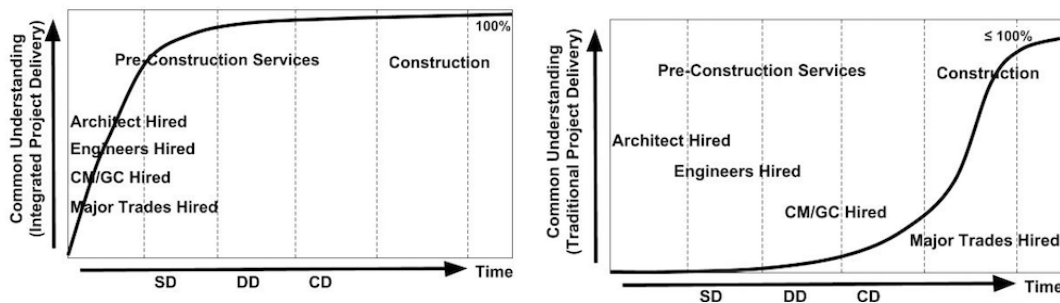 Common Understanding
(Integrated Project Delivery)
100%
Pre-Construction Services
Construction
Architect Hired
Engineers Hired
CM/GC Hired
Major Trades Hired
Time
SD
DD
CD
Common Understanding
(Traditional Project Delivery)
≤ 100%
Pre-Construction Services
Construction
Architect Hired
Engineers Hired
CM/GC Hired
Major Trades Hired
Time
SD
DD
CD